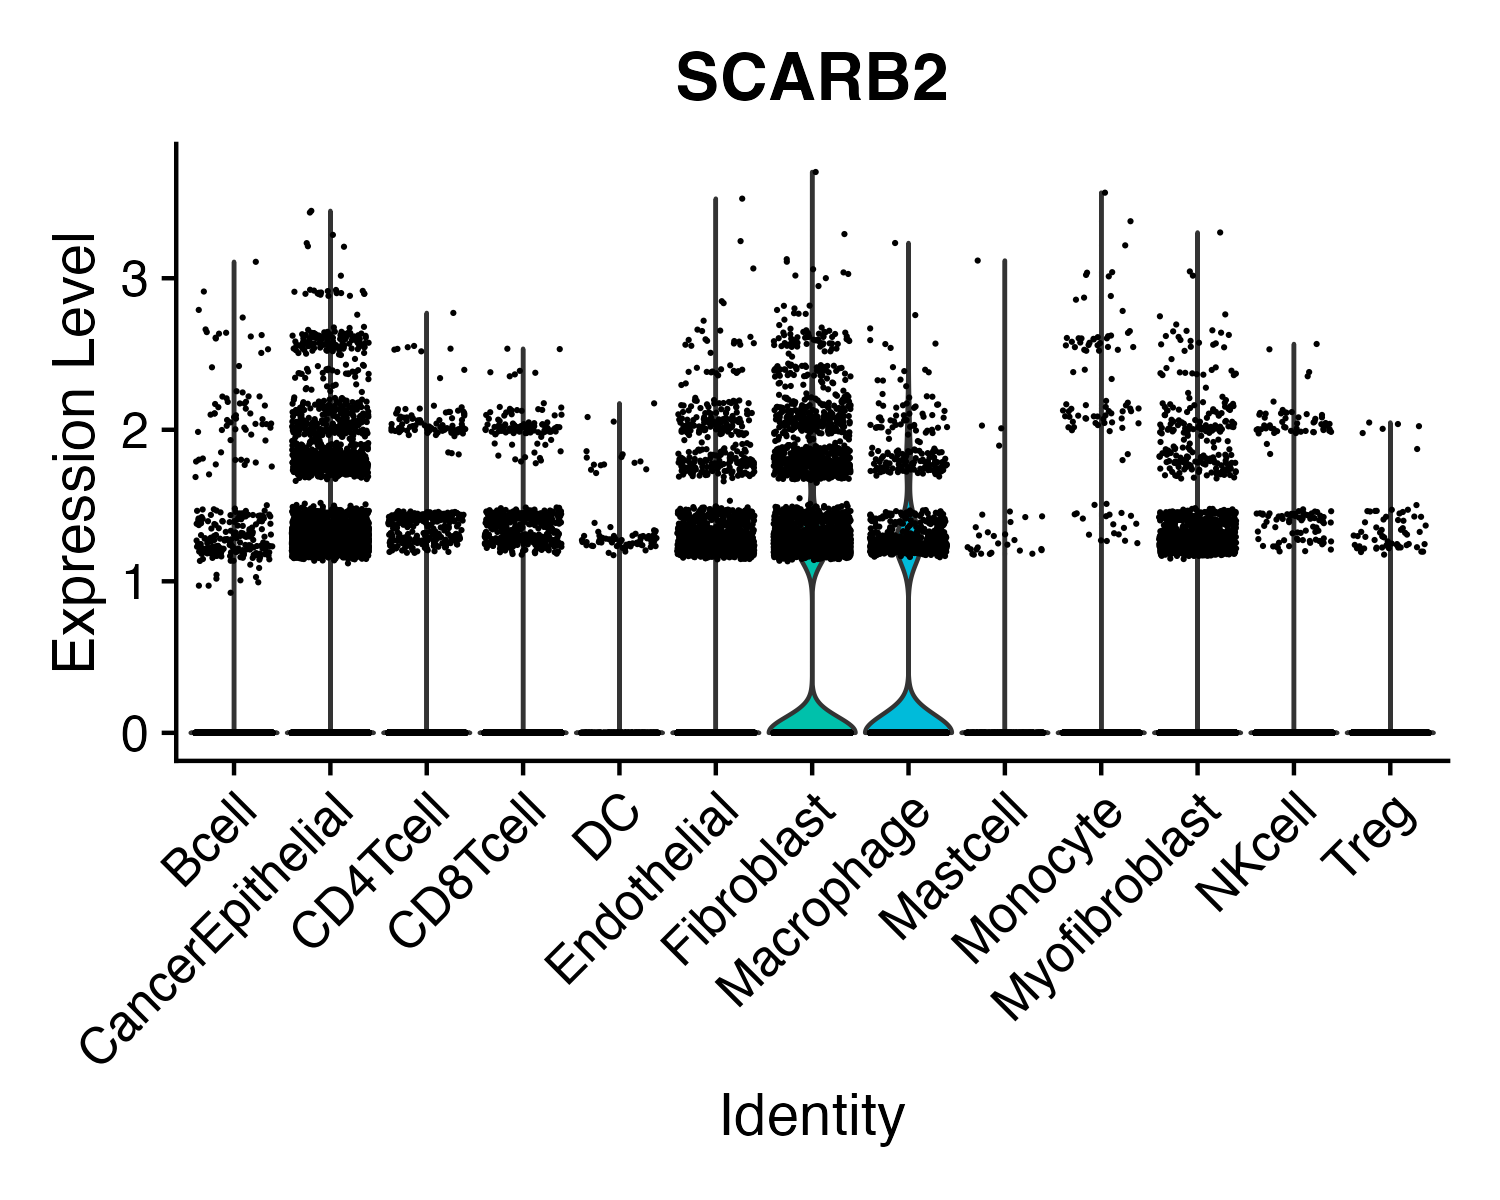 SCARB2
Expression Level
3
2
1
0
Bcell
CancerEpithelial
CD4Tcell
CD8Tcell
DC
Endothelial
Fibroblast
Macrophage
Mastcell
Monocyte
Myofibroblast
NKcell
Treg
Identity